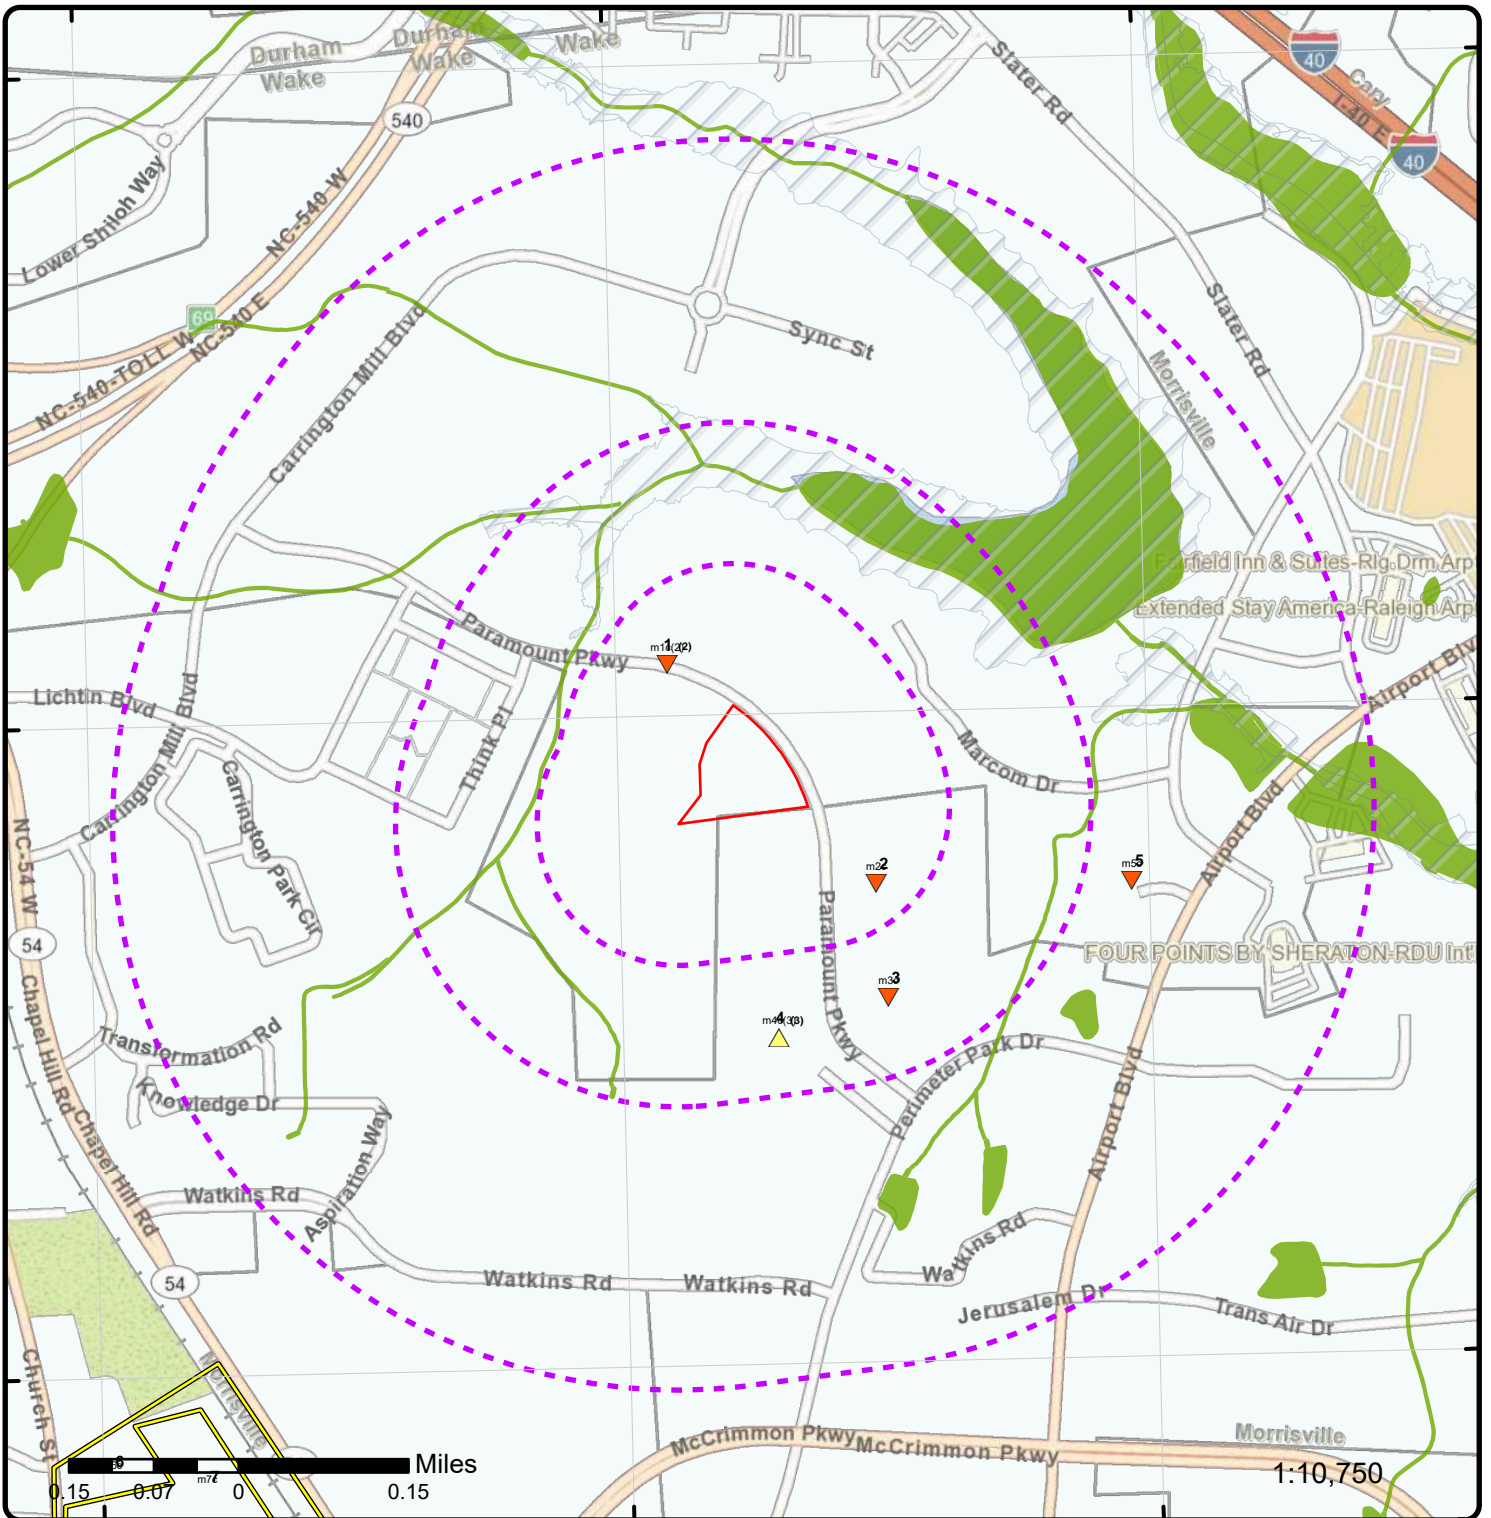 Durham
Wake
Durham
Wake
Wake
Slater Rd
40
Cary
I-40 E
40
540
Lower Shiloh Way
NC-540 W
NC-540 E
69
NC-540-TOLL W
Carrington Mill Blvd
Sync St
Slater Rd
Morrisville
Fairfield Inn & Suites-Rlg Drm Arp
Extended Stay America-Raleigh Arp
Paramount Pkwy
1
Lichtin Blvd
Carrington Mill Blvd
Think Pl
Marcom Dr
Airport Blv
Carrington Park Cir
NC-54 W
2
5
Airport Blvd
54
Paramount Pkwy
FOUR POINTS BY SHERATON-RDU Int
3
4
Chapel Hill Rd
Transformation Rd
Knowledge Dr
Perimeter Park Dr
Airport Blvd
Chapel Hill Rd
Aspiration Way
Watkins Rd
54
Watkins Rd
Watkins Rd
Watkins Rd
Jerusalem Dr
Trans Air Dr
Church St
Morrisville
McCrimmon Pkwy
McCrimmon Pkwy
Morrisville
6
Miles
0.15
0.07
0
0.15
1:10,750